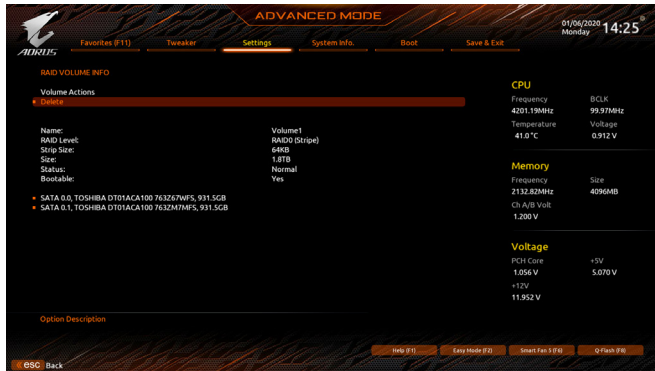 ADVANCED MODE
01/06/2020 Monday 14:25
AORUS
Favorites (F11) Tweaker Settings System Info. Boot Save & Exit
RAID VOLUME INFO
Volume Actions
Delete
Name: Volume1
RAID Level: RAID0 (Stripe)
Strip Size: 64KB
Size: 1.8TB
Status: Normal
Bootable: Yes
SATA 0.0, TOSHIBA DT01ACA100 763Z67WFS, 931.5GB
SATA 0.1, TOSHIBA DT01ACA100 763ZM7MFS, 931.5GB
CPU
Frequency BCLK
4201.19MHz 99.97MHz
Temperature Voltage
41.0 °C 0.912 V
Memory
Frequency Size
2132.82MHz 4096MB
Ch A/B Volt
1.200 V
Voltage
PCH Core +5V
1.056 V 5.070 V
+12V
11.952 V
Option Description
Help (F1) Easy Mode (F2) Smart Fan 5 (F6) Q-Flash (F8)
esc Back